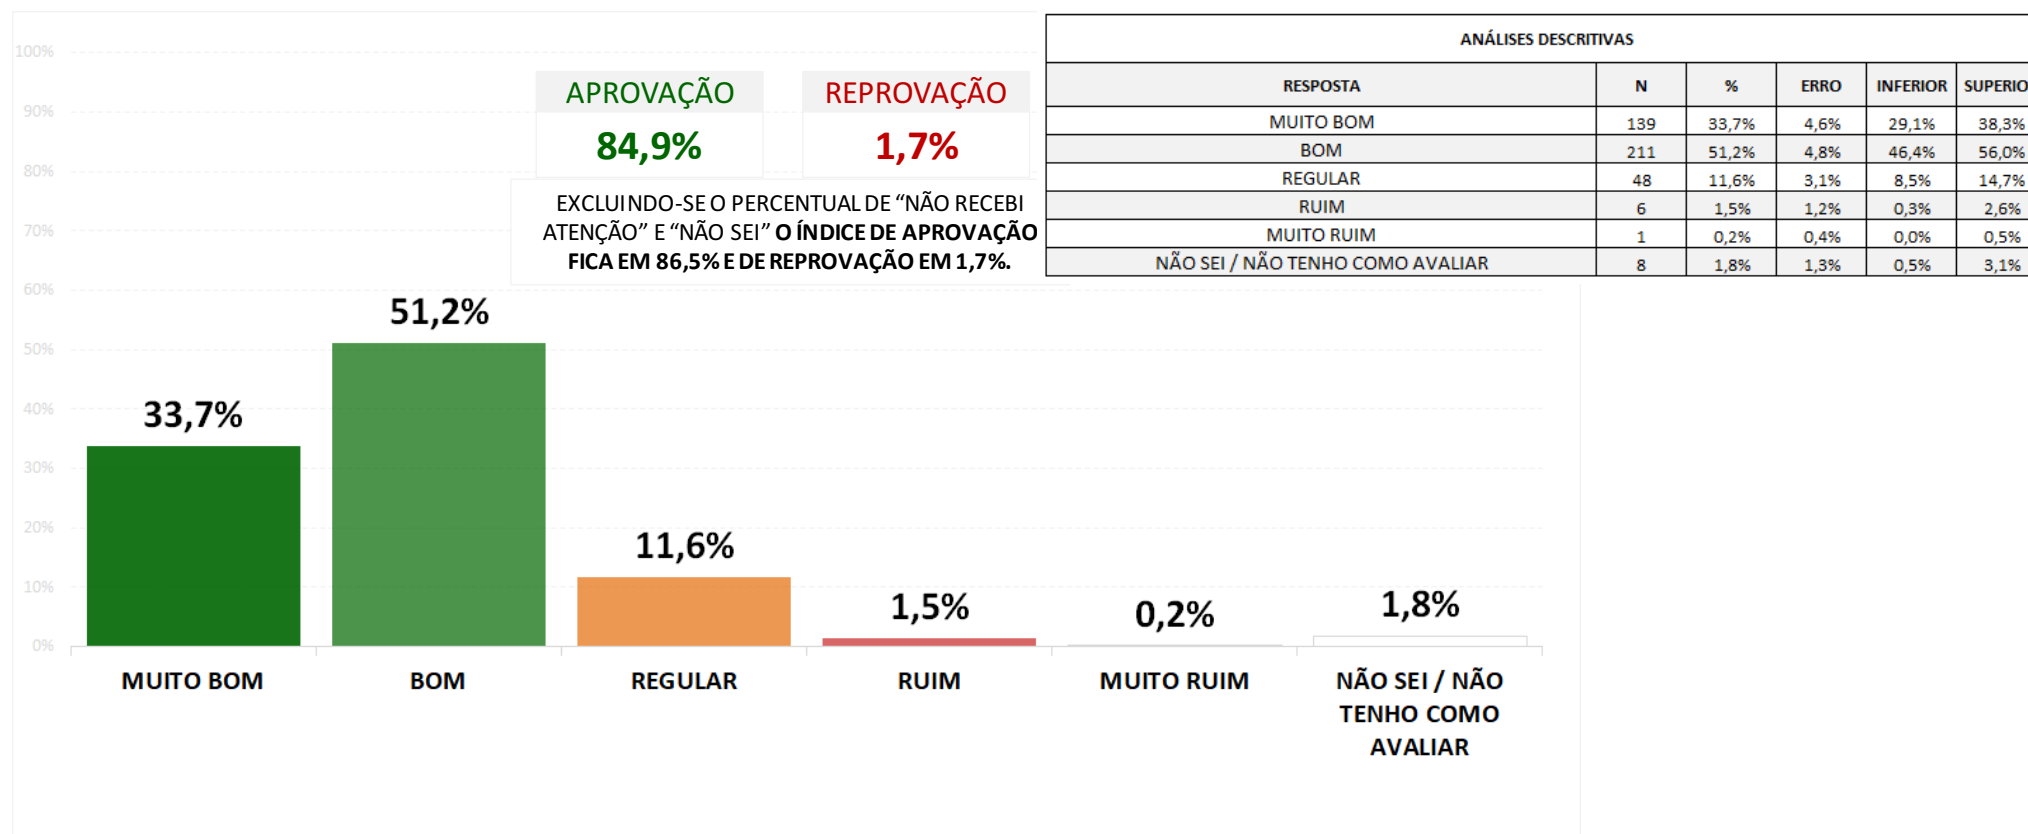 100%
90%
80%
70%
60%
50%
40%
30%
20%
10%
0%
APROVAÇÃO
84,9%
REPROVAÇÃO
1,7%
EXCLUINDO-SE O PERCENTUAL DE “NÃO RECEBI
ATENÇÃO” E “NÃO SEI” O ÍNDICE DE APROVAÇÃO
FICA EM 86,5% E DE REPROVAÇÃO EM 1,7%.
ANÁLISES DESCRITIVAS
RESPOSTA N % ERRO INFERIOR SUPERIO
MUITO BOM 139 33,7% 4,6% 29,1% 38,3%
BOM 211 51,2% 4,8% 46,4% 56,0%
REGULAR 48 11,6% 3,1% 8,5% 14,7%
RUIM 6 1,5% 1,2% 0,3% 2,6%
MUITO RUIM 1 0,2% 0,4% 0,0% 0,5%
NÃO SEI / NÃO TENHO COMO AVALIAR 8 1,8% 1,3% 0,5% 3,1%
33,7%
51,2%
11,6%
1,5%
0,2%
1,8%
MUITO BOM
BOM
REGULAR
RUIM
MUITO RUIM
NÃO SEI / NÃO
TENHO COMO
AVALIAR